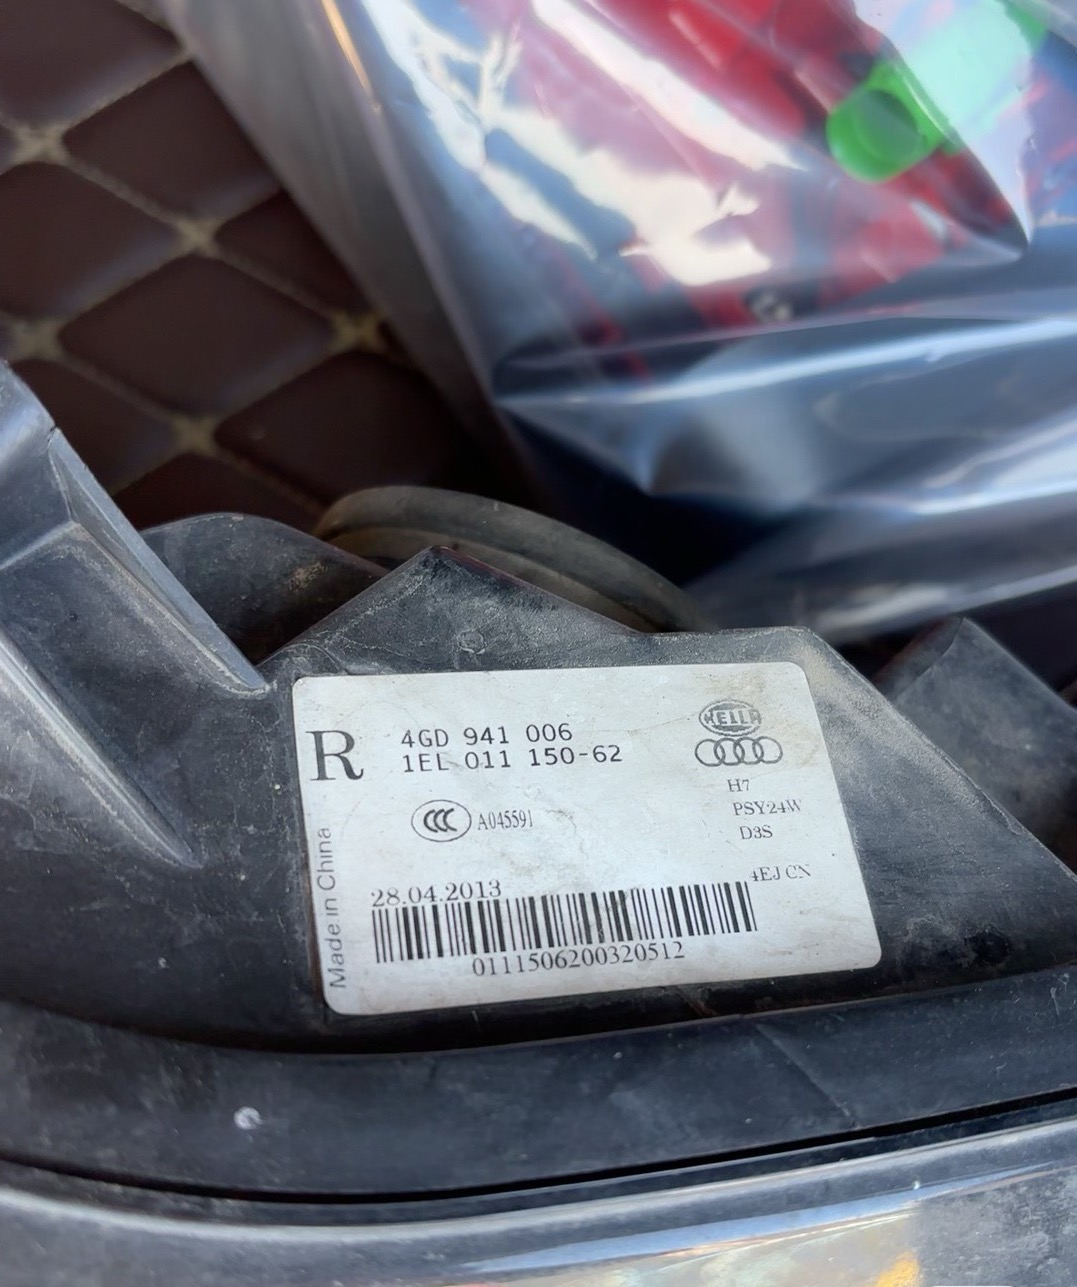 R
4GD 941 006
1EL 011 150-62
HELLA
H7
PSY24W
D3S
CCC A045591
4EJ CN
28.04.2013
0111506200320512
Made in China